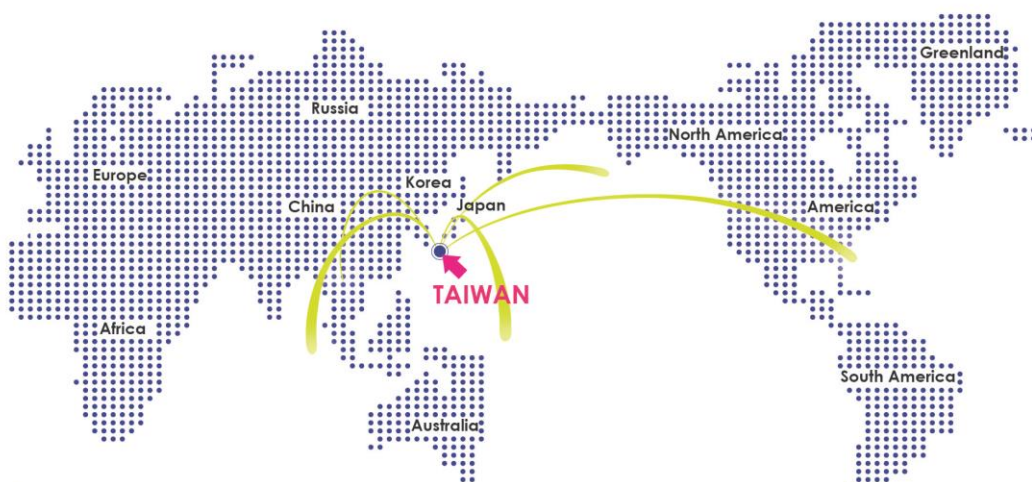 Greenland
Russia
North America
Europe
Korea
China
Japan
America
TAIWAN
Africa
South America
Australia